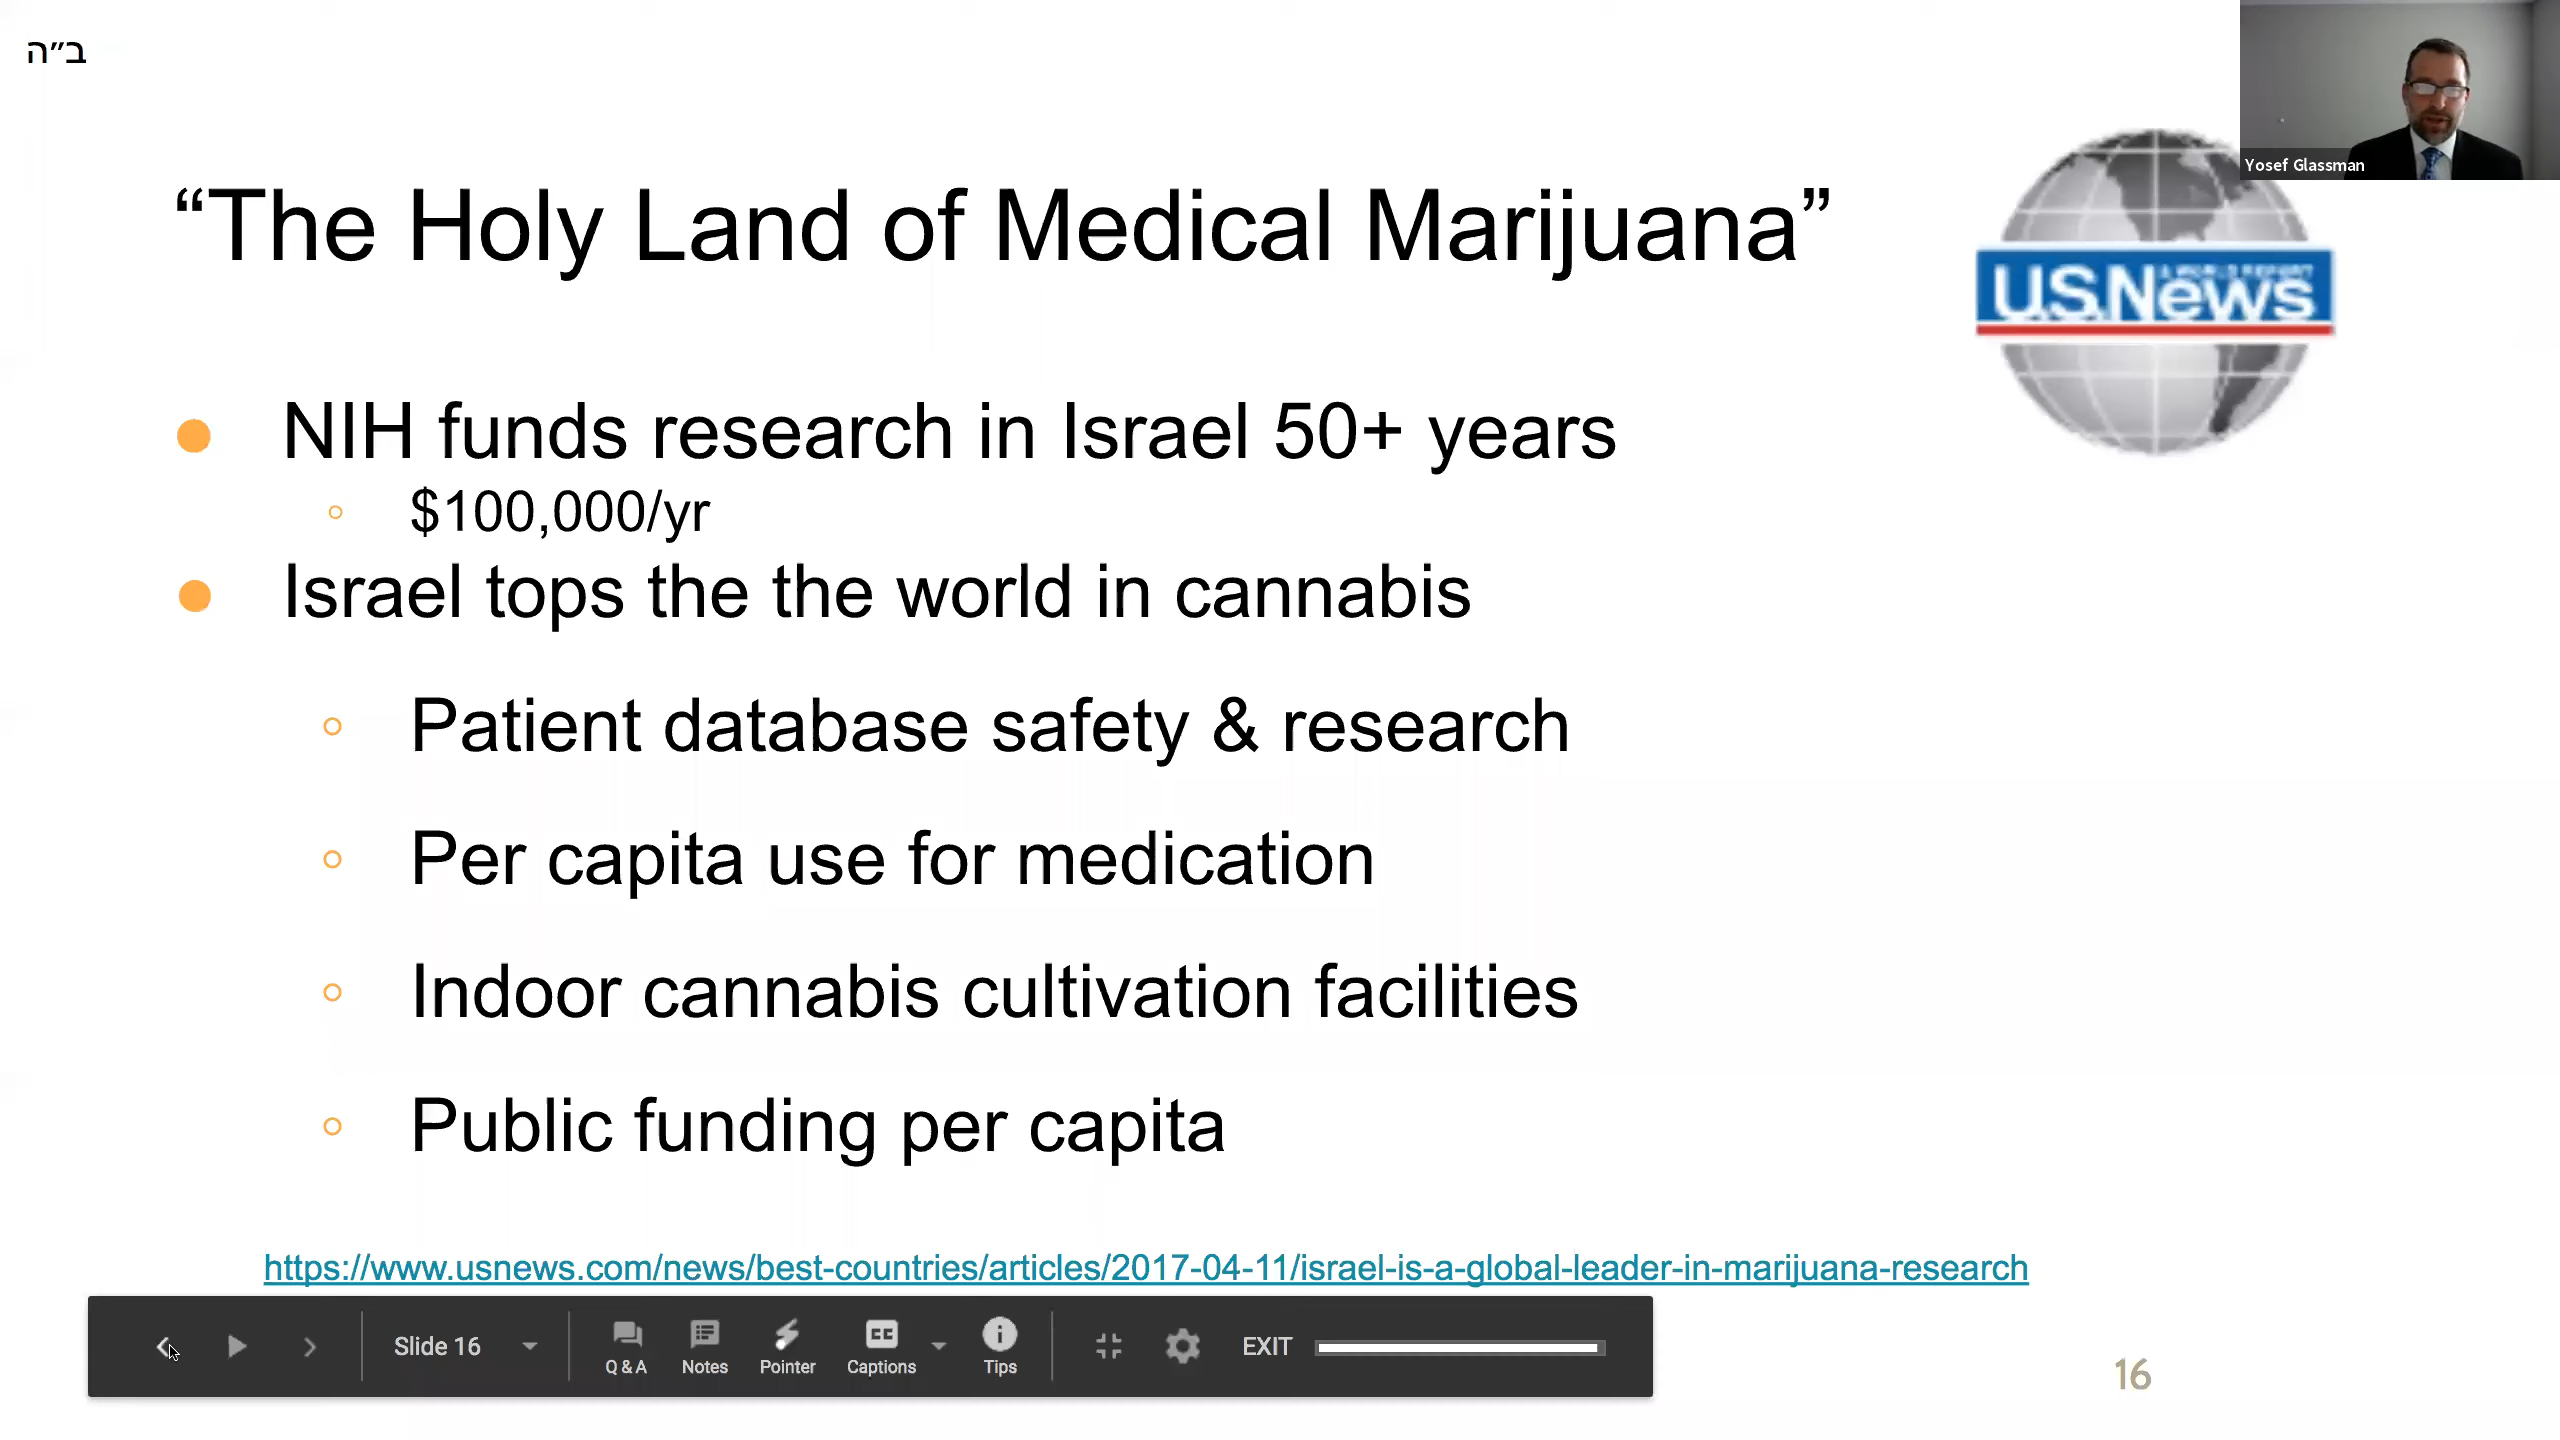 ב״ה
Yosef Glassman
“The Holy Land of Medical Marijuana”
U.S.News
& WORLD REPORT
NIH funds research in Israel 50+ years
$100,000/yr
Israel tops the the world in cannabis
Patient database safety & research
Per capita use for medication
Indoor cannabis cultivation facilities
Public funding per capita
https://www.usnews.com/news/best-countries/articles/2017-04-11/israel-is-a-global-leader-in-marijuana-research
Slide 16
Q & A
Notes
Pointer
CC
Captions
Tips
EXIT
16